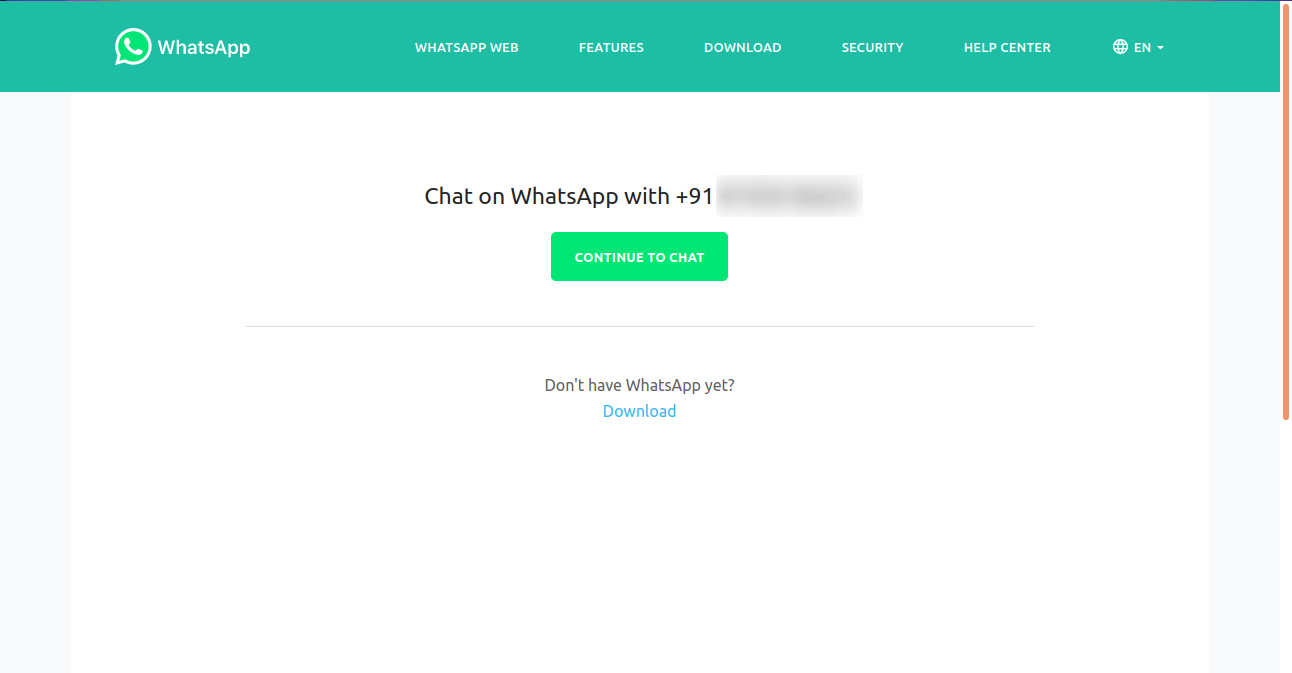 WhatsApp
WHATSAPP WEB
FEATURES
DOWNLOAD
SECURITY
HELP CENTER
EN
Chat on WhatsApp with +91
CONTINUE TO CHAT
Don't have WhatsApp yet?
Download